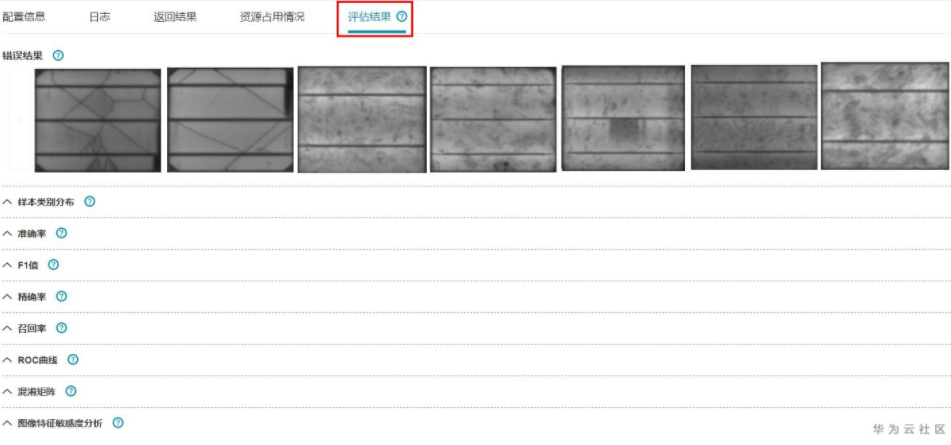 配置信息 日志 返回结果 资源占用情况 评估结果 ?
错误结果 ?
样本类别分布 ?
准确率 ?
F1值 ?
精确率 ?
召回率 ?
ROC曲线 ?
混淆矩阵 ?
图像特征敏感度分析 ?
华为云社区